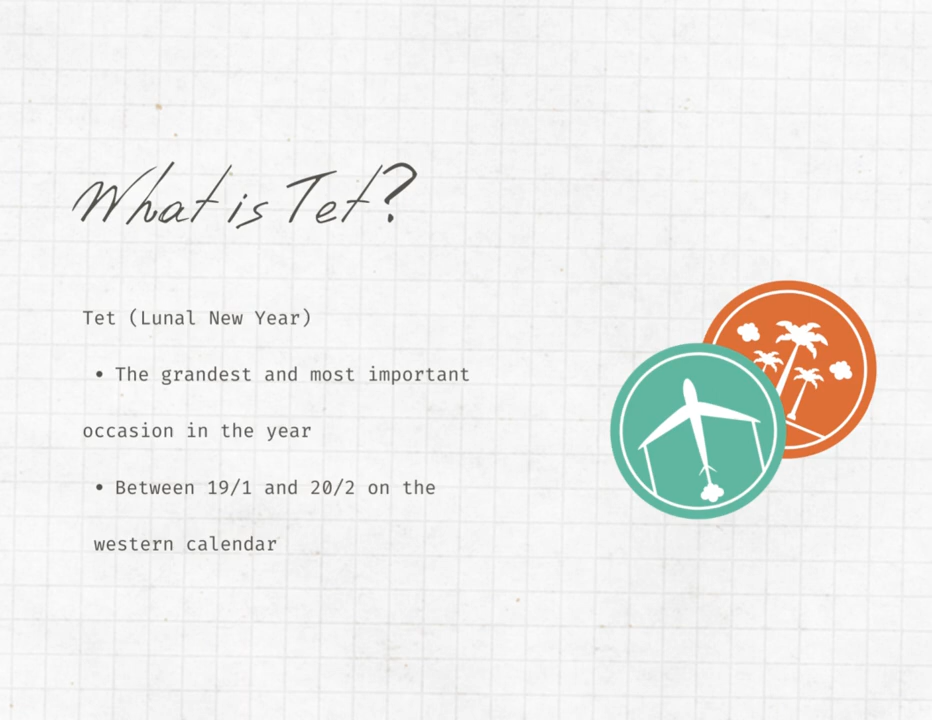 What is Tet?
Tet (Lunal New Year)
• The grandest and most important
occasion in the year
• Between 19/1 and 20/2 on the
western calendar